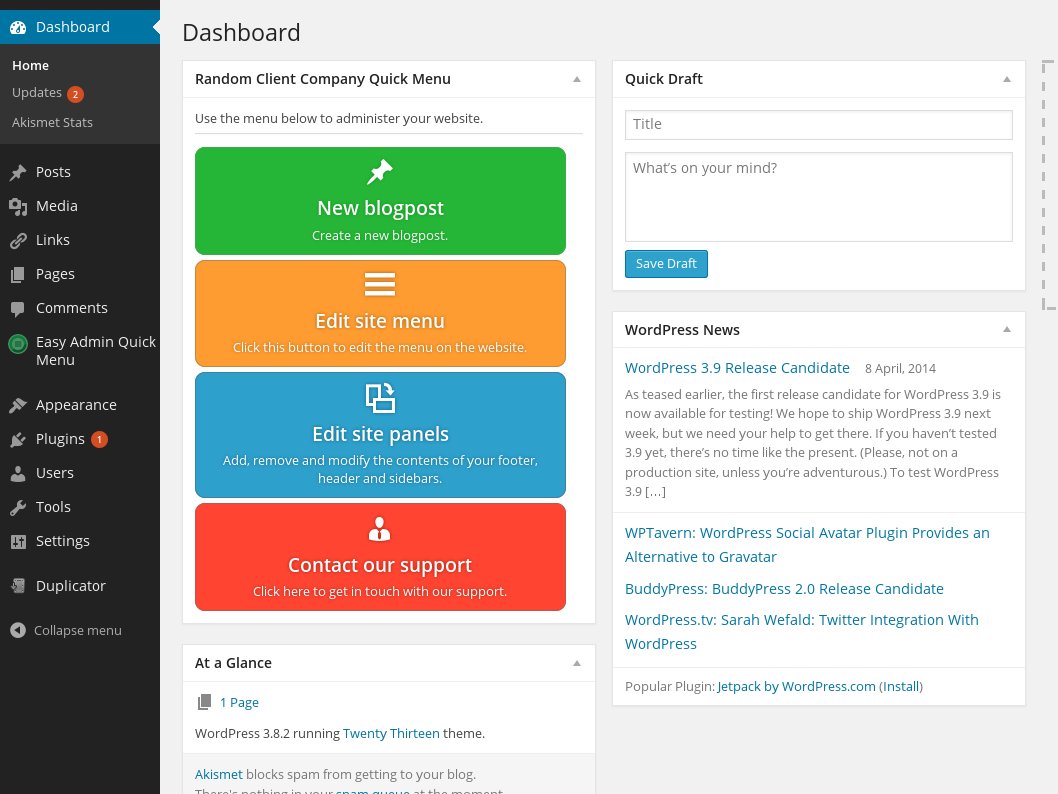 Dashboard
Home
Updates 2
Akismet Stats
Posts
Media
Links
Pages
Comments
Easy Admin Quick
Menu
Appearance
Plugins 1
Users
Tools
Settings
Duplicator
Collapse menu
Dashboard
Random Client Company Quick Menu
Use the menu below to administer your website.
New blogpost
Create a new blogpost.
Edit site menu
Click this button to edit the menu on the website.
Edit site panels
Add, remove and modify the contents of your footer,
header and sidebars.
Contact our support
Click here to get in touch with our support.
At a Glance
1 Page
WordPress 3.8.2 running Twenty Thirteen theme.
Akismet blocks spam from getting to your blog.
There's nothing in your spam queue at the moment.
Quick Draft
Title
What's on your mind?
Save Draft
WordPress News
WordPress 3.9 Release Candidate 8 April, 2014
As teased earlier, the first release candidate for WordPress 3.9 is
now available for testing! We hope to ship WordPress 3.9 next
week, but we need your help to get there. If you haven't tested
3.9 yet, there's no time like the present. (Please, not on a
production site, unless you're adventurous.) To test WordPress
3.9 […]
WPTavern: WordPress Social Avatar Plugin Provides an
Alternative to Gravatar
BuddyPress: BuddyPress 2.0 Release Candidate
WordPress.tv: Sarah Wefald: Twitter Integration With
WordPress
Popular Plugin: Jetpack by WordPress.com (Install)